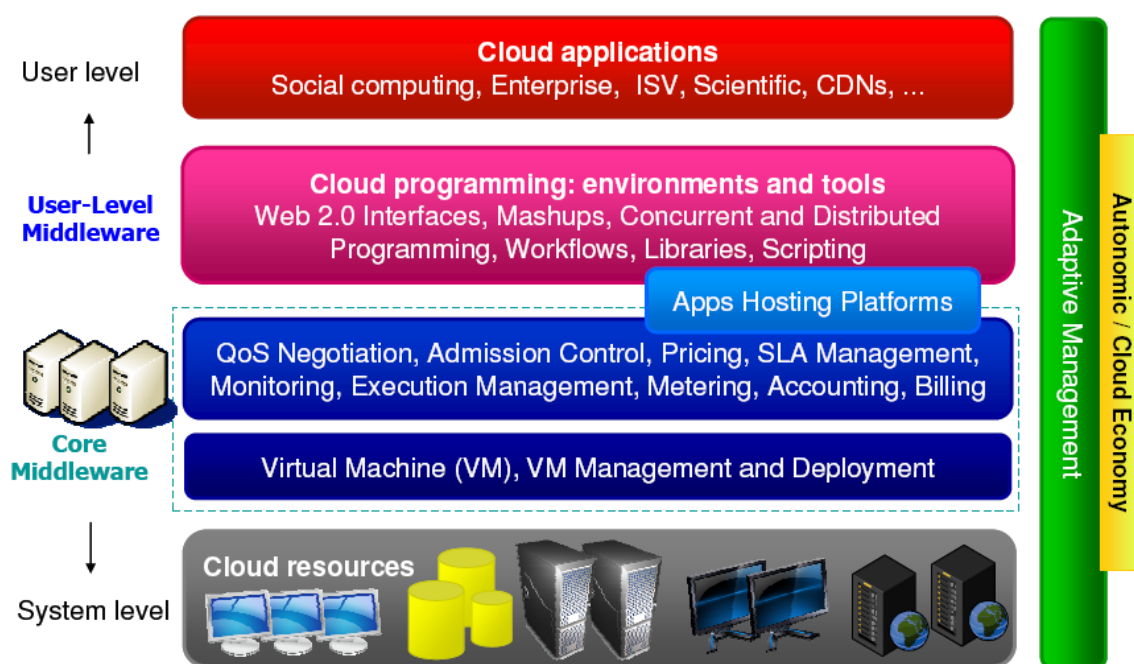 User level
Cloud applications
Social computing, Enterprise, ISV, Scientific, CDNs, ...
User-Level
Middleware
Cloud programming: environments and tools
Web 2.0 Interfaces, Mashups, Concurrent and Distributed
Programming, Workflows, Libraries, Scripting
Apps Hosting Platforms
QoS Negotiation, Admission Control, Pricing, SLA Management,
Monitoring, Execution Management, Metering, Accounting, Billing
Core
Middleware
Virtual Machine (VM), VM Management and Deployment
System level
Cloud resources
Adaptive Management
Autonomic / Cloud Economy